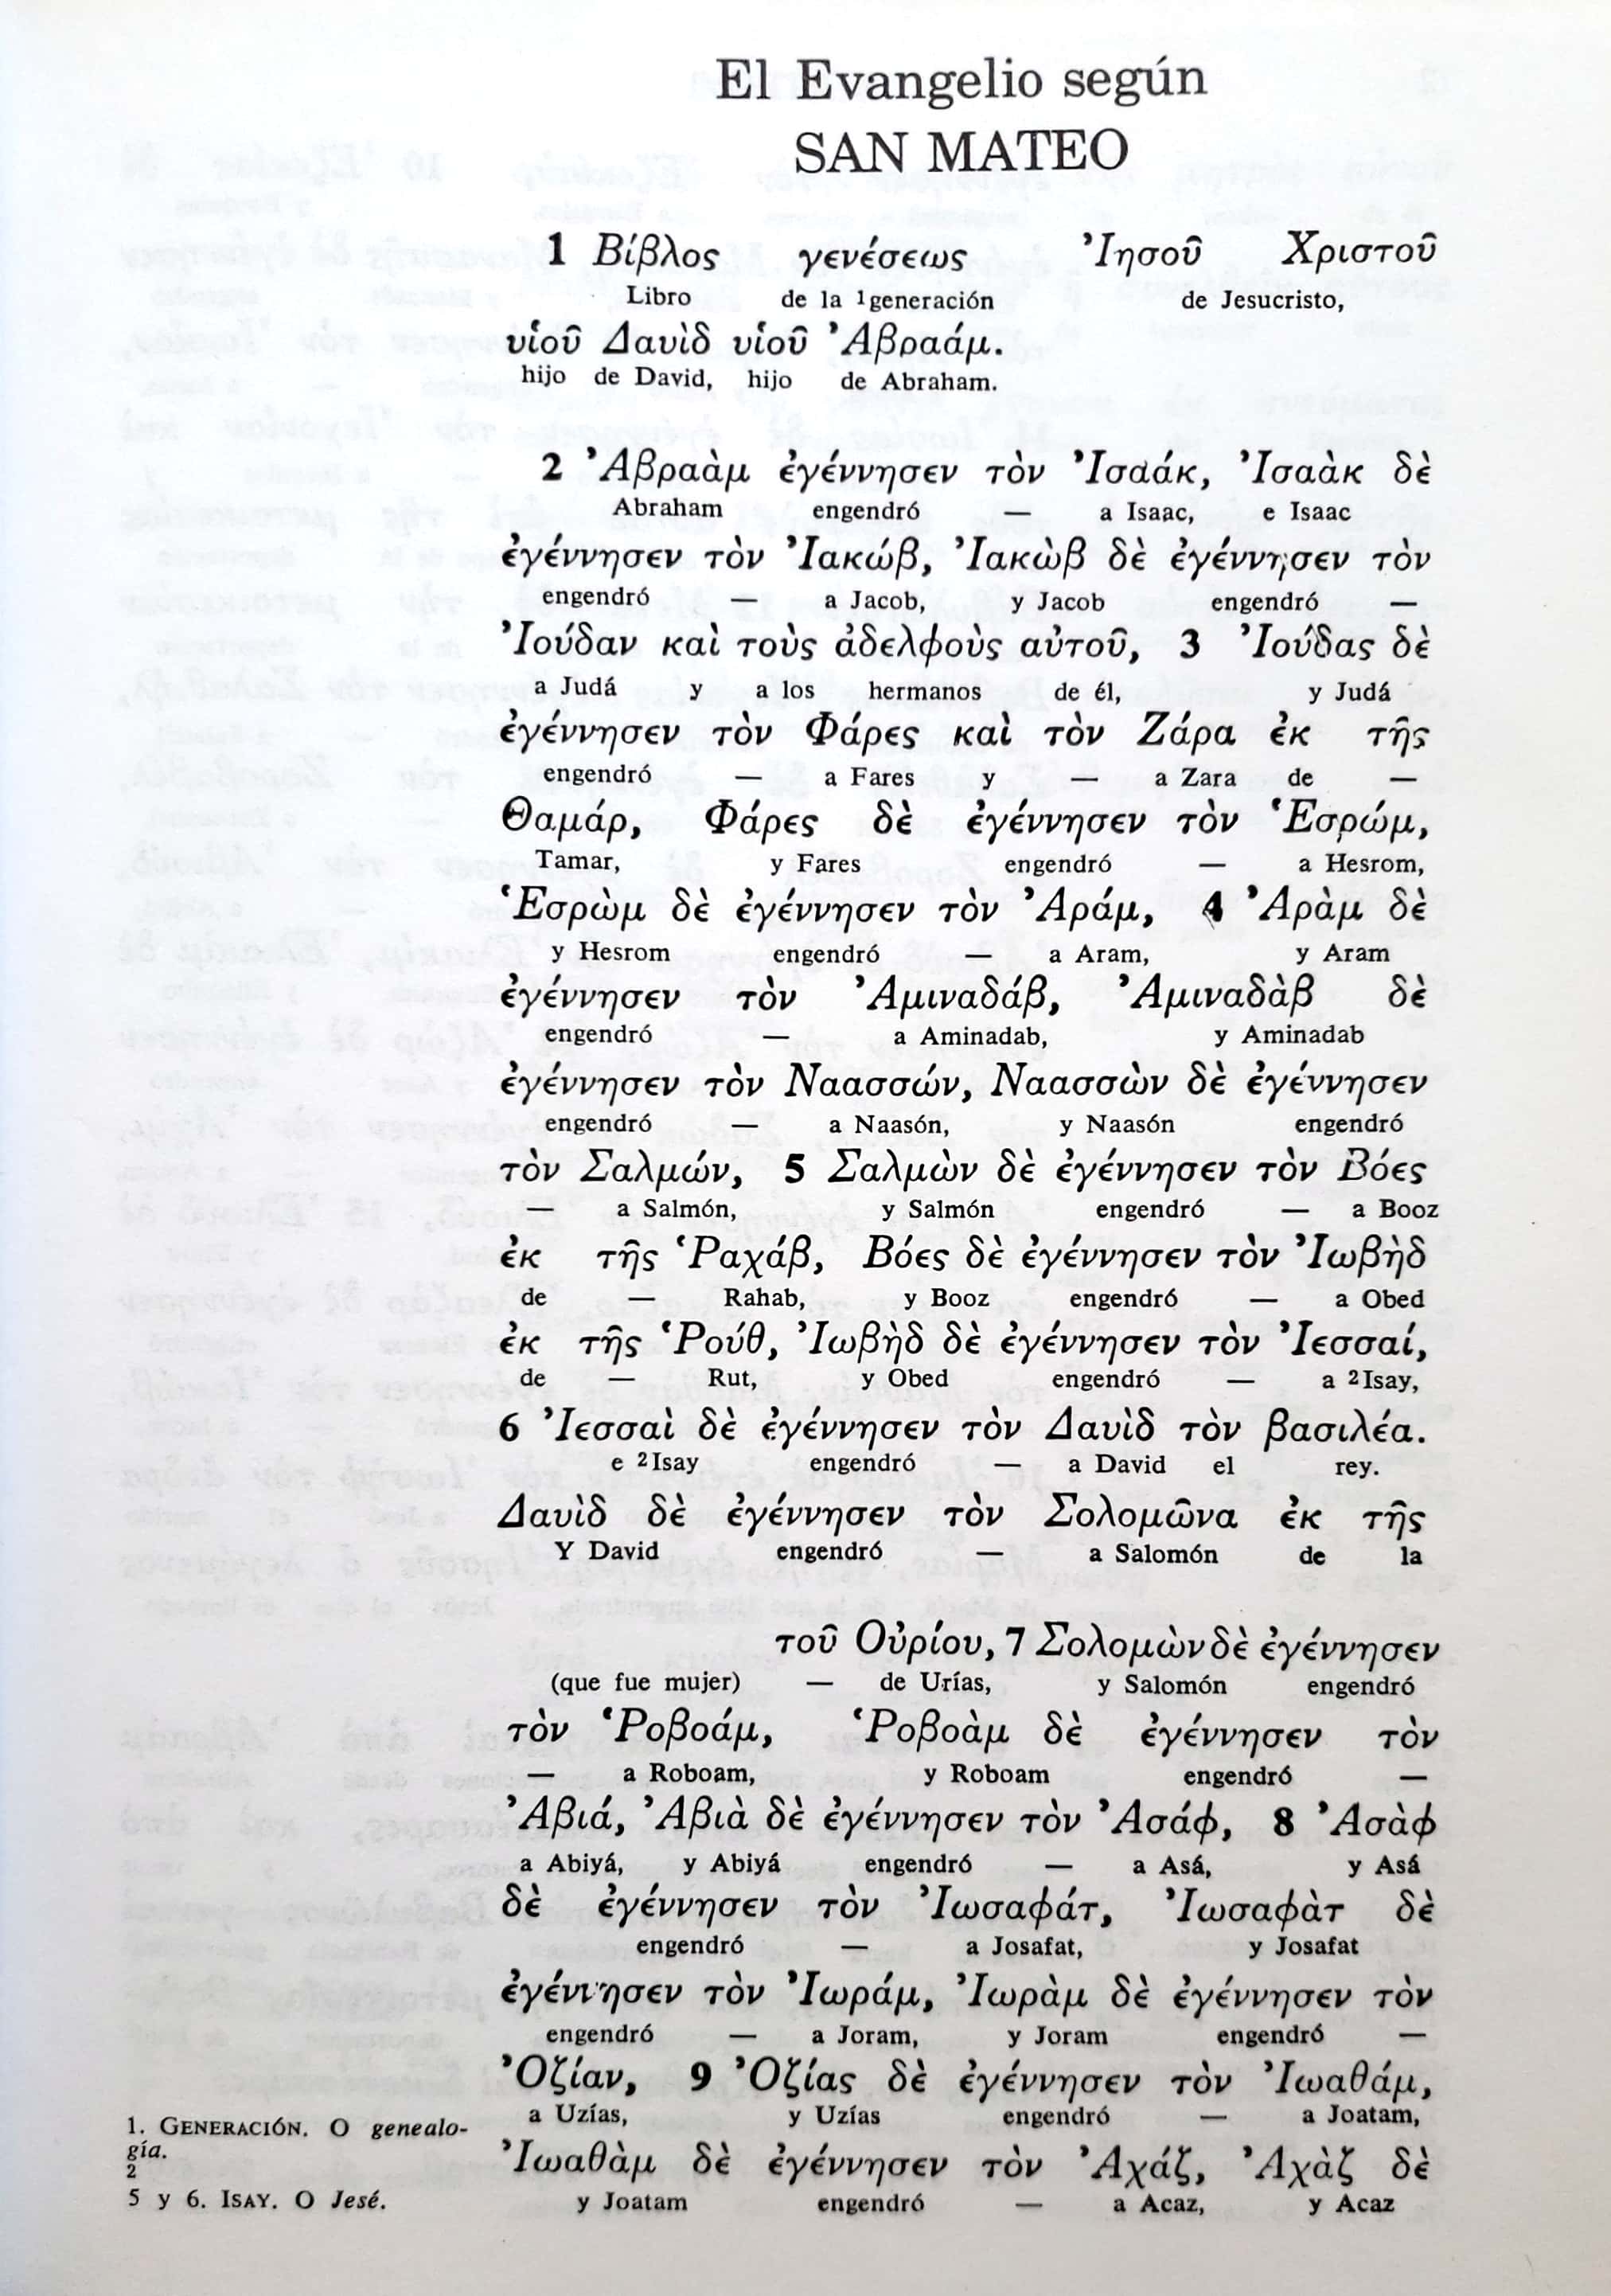 El Evangelio según
SAN MATEO
1 Βίβλος γενέσεως Ἰησοῦ Χριστοῦ
Libro de la ¹generación de Jesucristo,
υἱοῦ Δαυὶδ υἱοῦ Ἀβραάμ.
hijo de David, hijo de Abraham.
2 Ἀβραὰμ ἐγέννησεν τὸν Ἰσαάκ, Ἰσαὰκ δὲ
Abraham engendró — a Isaac, e Isaac
ἐγέννησεν τὸν Ἰακώβ, Ἰακὼβ δὲ ἐγέννησεν τὸν
engendró — a Jacob, y Jacob engendró —
Ἰούδαν καὶ τοὺς ἀδελφοὺς αὐτοῦ, 3 Ἰούδας δὲ
a Judá y a los hermanos de él, y Judá
ἐγέννησεν τὸν Φάρες καὶ τὸν Ζάρα ἐκ τῆς
engendró — a Fares y — a Zara de —
Θαμάρ, Φάρες δὲ ἐγέννησεν τὸν Ἑσρώμ,
Tamar, y Fares engendró — a Hesrom,
Ἑσρὼμ δὲ ἐγέννησεν τὸν Ἀράμ, 4 Ἀρὰμ δὲ
y Hesrom engendró — a Aram, y Aram
ἐγέννησεν τὸν Ἀμιναδάβ, Ἀμιναδὰβ δὲ
engendró — a Aminadab, y Aminadab
ἐγέννησεν τὸν Ναασσών, Ναασσὼν δὲ ἐγέννησεν
engendró — a Naasón, y Naasón engendró
τὸν Σαλμών, 5 Σαλμὼν δὲ ἐγέννησεν τὸν Βόες
— a Salmón, y Salmón engendró — a Booz
ἐκ τῆς Ῥαχάβ, Βόες δὲ ἐγέννησεν τὸν Ἰωβὴδ
de — Rahab, y Booz engendró — a Obed
ἐκ τῆς Ῥούθ, Ἰωβὴδ δὲ ἐγέννησεν τὸν Ἰεσσαί,
de — Rut, y Obed engendró — a ²Isay,
6 Ἰεσσαὶ δὲ ἐγέννησεν τὸν Δαυὶδ τὸν βασιλέα.
e ²Isay engendró — a David el rey.
Δαυὶδ δὲ ἐγέννησεν τὸν Σολομῶνα ἐκ τῆς
Y David engendró — a Salomón de la
τοῦ Οὐρίου, 7 Σολομὼν δὲ ἐγέννησεν
(que fue mujer) — de Urías, y Salomón engendró
τὸν Ῥοβοάμ, Ῥοβοὰμ δὲ ἐγέννησεν τὸν
— a Roboam, y Roboam engendró —
Ἀβιά, Ἀβιὰ δὲ ἐγέννησεν τὸν Ἀσάφ, 8 Ἀσὰφ
a Abiyá, y Abiyá engendró — a Asá, y Asá
δὲ ἐγέννησεν τὸν Ἰωσαφάτ, Ἰωσαφὰτ δὲ
engendró — a Josafat, y Josafat
ἐγέννησεν τὸν Ἰωράμ, Ἰωρὰμ δὲ ἐγέννησεν τὸν
engendró — a Joram, y Joram engendró —
Ὀζίαν, 9 Ὀζίας δὲ ἐγέννησεν τὸν Ἰωαθάμ,
a Uzías, y Uzías engendró — a Joatam,
Ἰωαθὰμ δὲ ἐγέννησεν τὸν Ἀχάζ, Ἀχὰζ δὲ
y Joatam engendró — a Acaz, y Acaz
1. GENERACIÓN. O genealo-
gía.
2
5 y 6. ISAY. O Jesé.